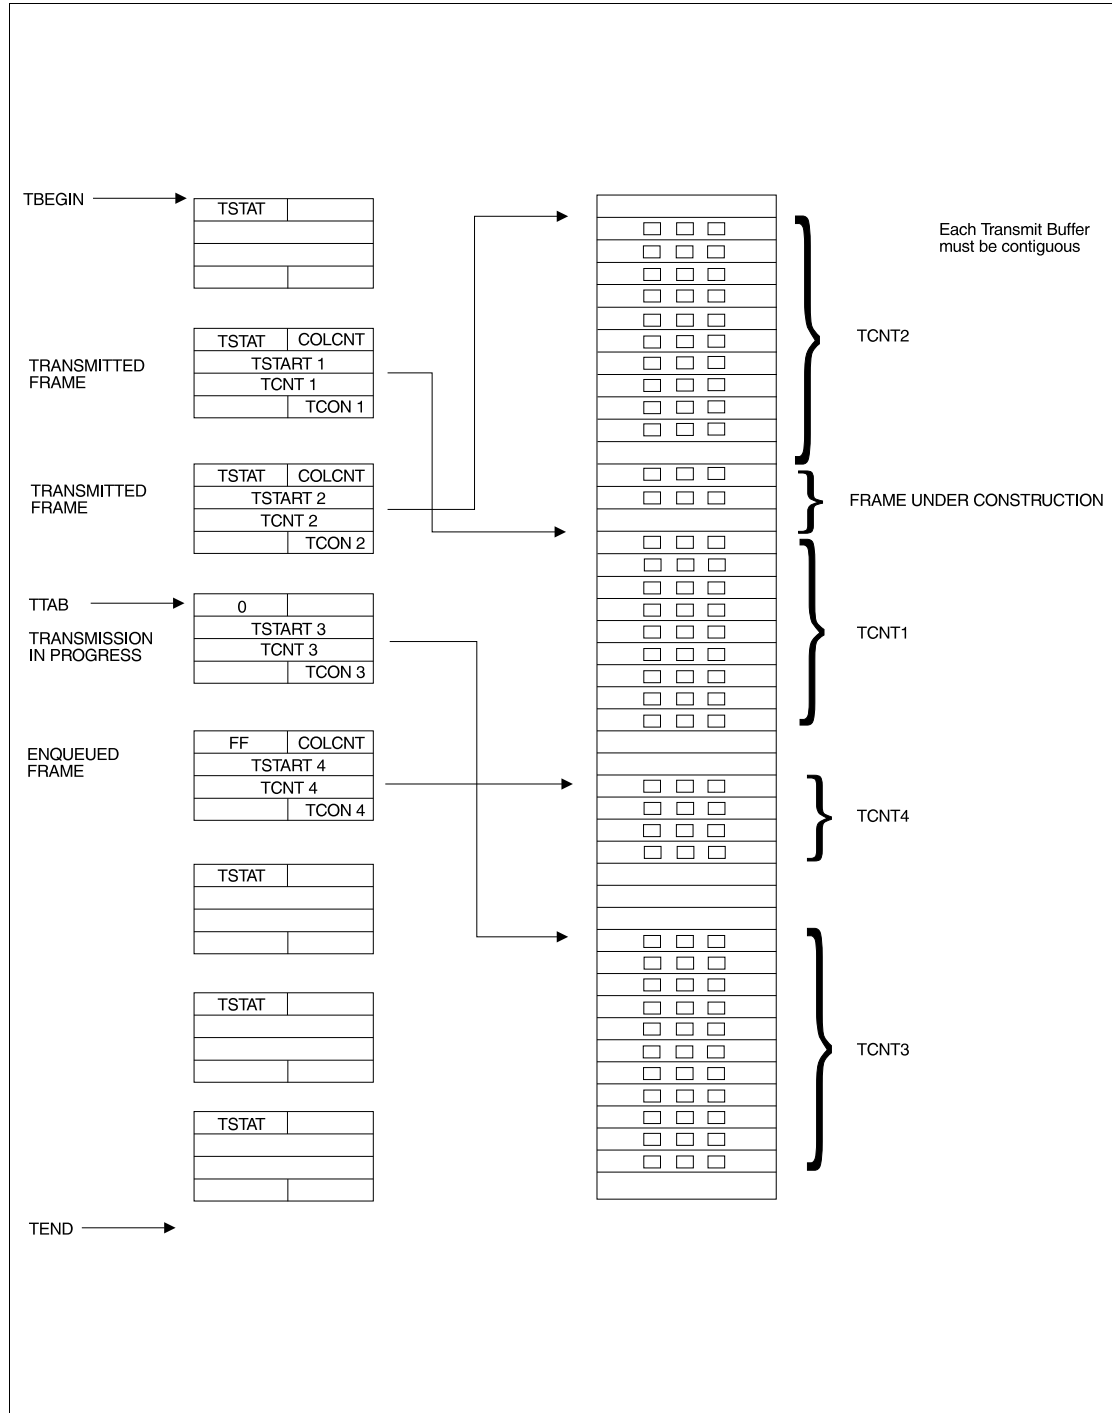 TBEGIN
TSTAT
Each Transmit Buffer
must be contiguous
TRANSMITTED
FRAME
TSTAT COLCNT
TSTART 1
TCNT 1
TCON 1
TCNT2
TRANSMITTED
FRAME
TSTAT COLCNT
TSTART 2
TCNT 2
TCON 2
FRAME UNDER CONSTRUCTION
TTAB
TRANSMISSION
IN PROGRESS
0
TSTART 3
TCNT 3
TCON 3
TCNT1
ENQUEUED
FRAME
FF COLCNT
TSTART 4
TCNT 4
TCON 4
TCNT4
TSTAT
TSTAT
TCNT3
TSTAT
TEND